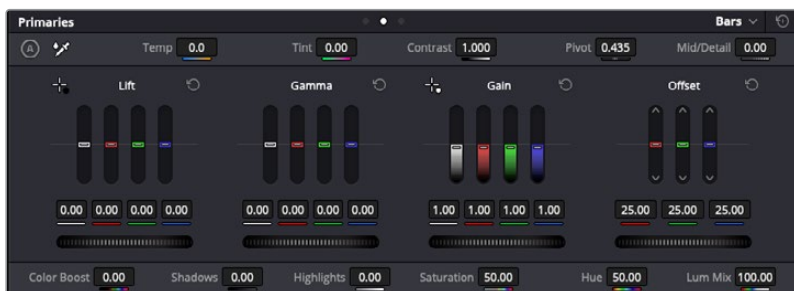 Primaries Bars
A Temp 0.0 Tint 0.00 Contrast 1.000 Pivot 0.435 Mid/Detail 0.00
Lift Gamma Gain Offset
0.00 0.00 0.00 0.00 0.00 0.00 0.00 0.00 1.00 1.00 1.00 1.00 25.00 25.00 25.00
Color Boost 0.00 Shadows 0.00 Highlights 0.00 Saturation 50.00 Hue 50.00 Lum Mix 100.00